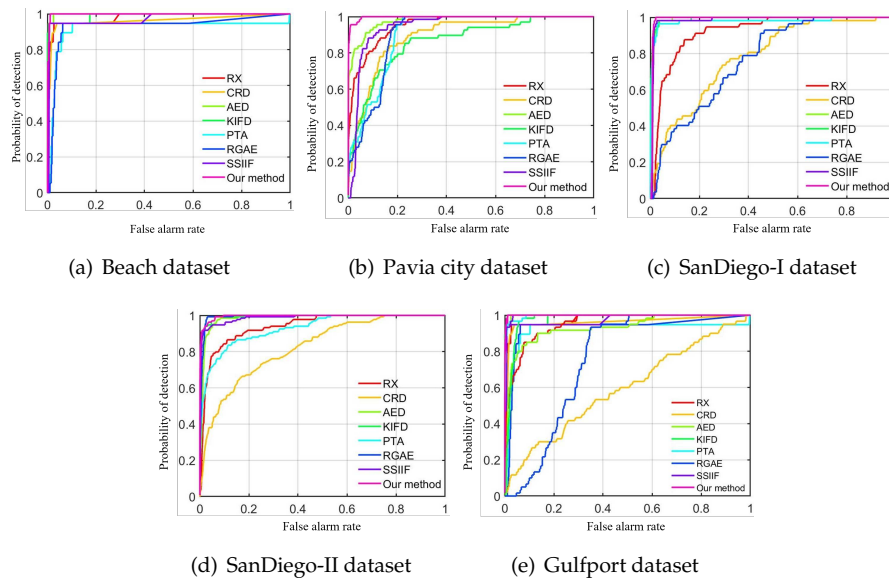 Probability of detection
1
0.8
0.6
0.4
0.2
0
0
0.2
0.4
0.6
0.8
1
RX
CRD
AED
KIFD
PTA
RGAE
SSIIF
Our method
False alarm rate
(a) Beach dataset
Probability of detection
1
0.8
0.6
0.4
0.2
0
0
0.2
0.4
0.6
0.8
1
RX
CRD
AED
KIFD
PTA
RGAE
SSIIF
Our method
False alarm rate
(b) Pavia city dataset
Probability of detection
1
0.8
0.6
0.4
0.2
0
0
0.2
0.4
0.6
0.8
RX
CRD
AED
KIFD
PTA
RGAE
SSIIF
Our method
False alarm rate
(c) SanDiego-I dataset
Probability of detection
1
0.8
0.6
0.4
0.2
0
0
0.2
0.4
0.6
0.8
1
RX
CRD
AED
KIFD
PTA
RGAE
SSIIF
Our method
False alarm rate
(d) SanDiego-II dataset
Probability of detection
1
0.8
0.6
0.4
0.2
0
0
0.2
0.4
0.6
0.8
1
RX
CRD
AED
KIFD
PTA
RGAE
SSIIF
Our method
False alarm rate
(e) Gulfport dataset